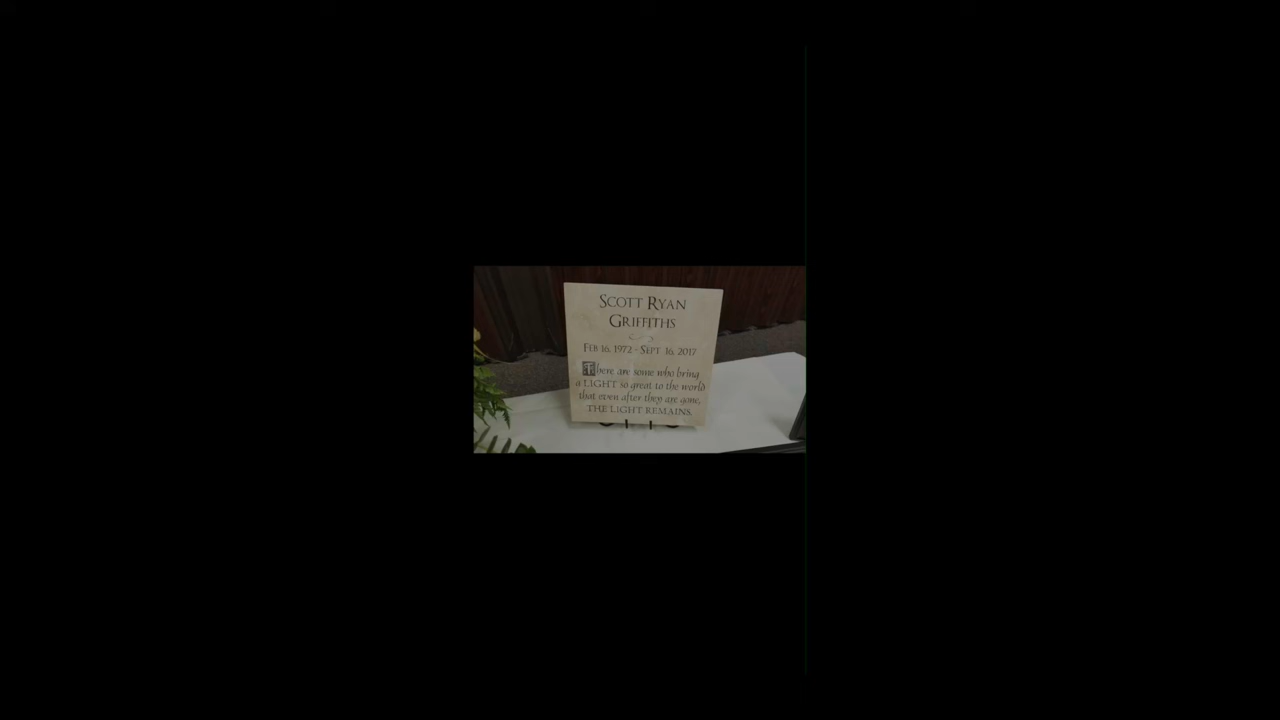 SCOTT RYAN
GRIFFITHS
FEB 16, 1972 - SEPT 16, 2017
There are some who bring
a LIGHT so great to the world
that even after they are gone,
THE LIGHT REMAINS.